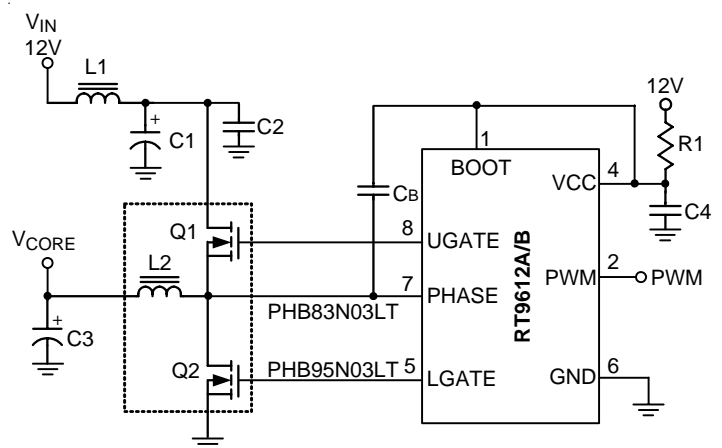 VIN
12V
L1
C1
+
C2
12V
R1
1
BOOT
VCC
4
C4
CB
VCORE
Q1
8
UGATE
L2
7
PHASE
RT9612A/B
PWM
2
PWM
PHB83N03LT
C3
+
Q2
PHB95N03LT
5
LGATE
GND
6